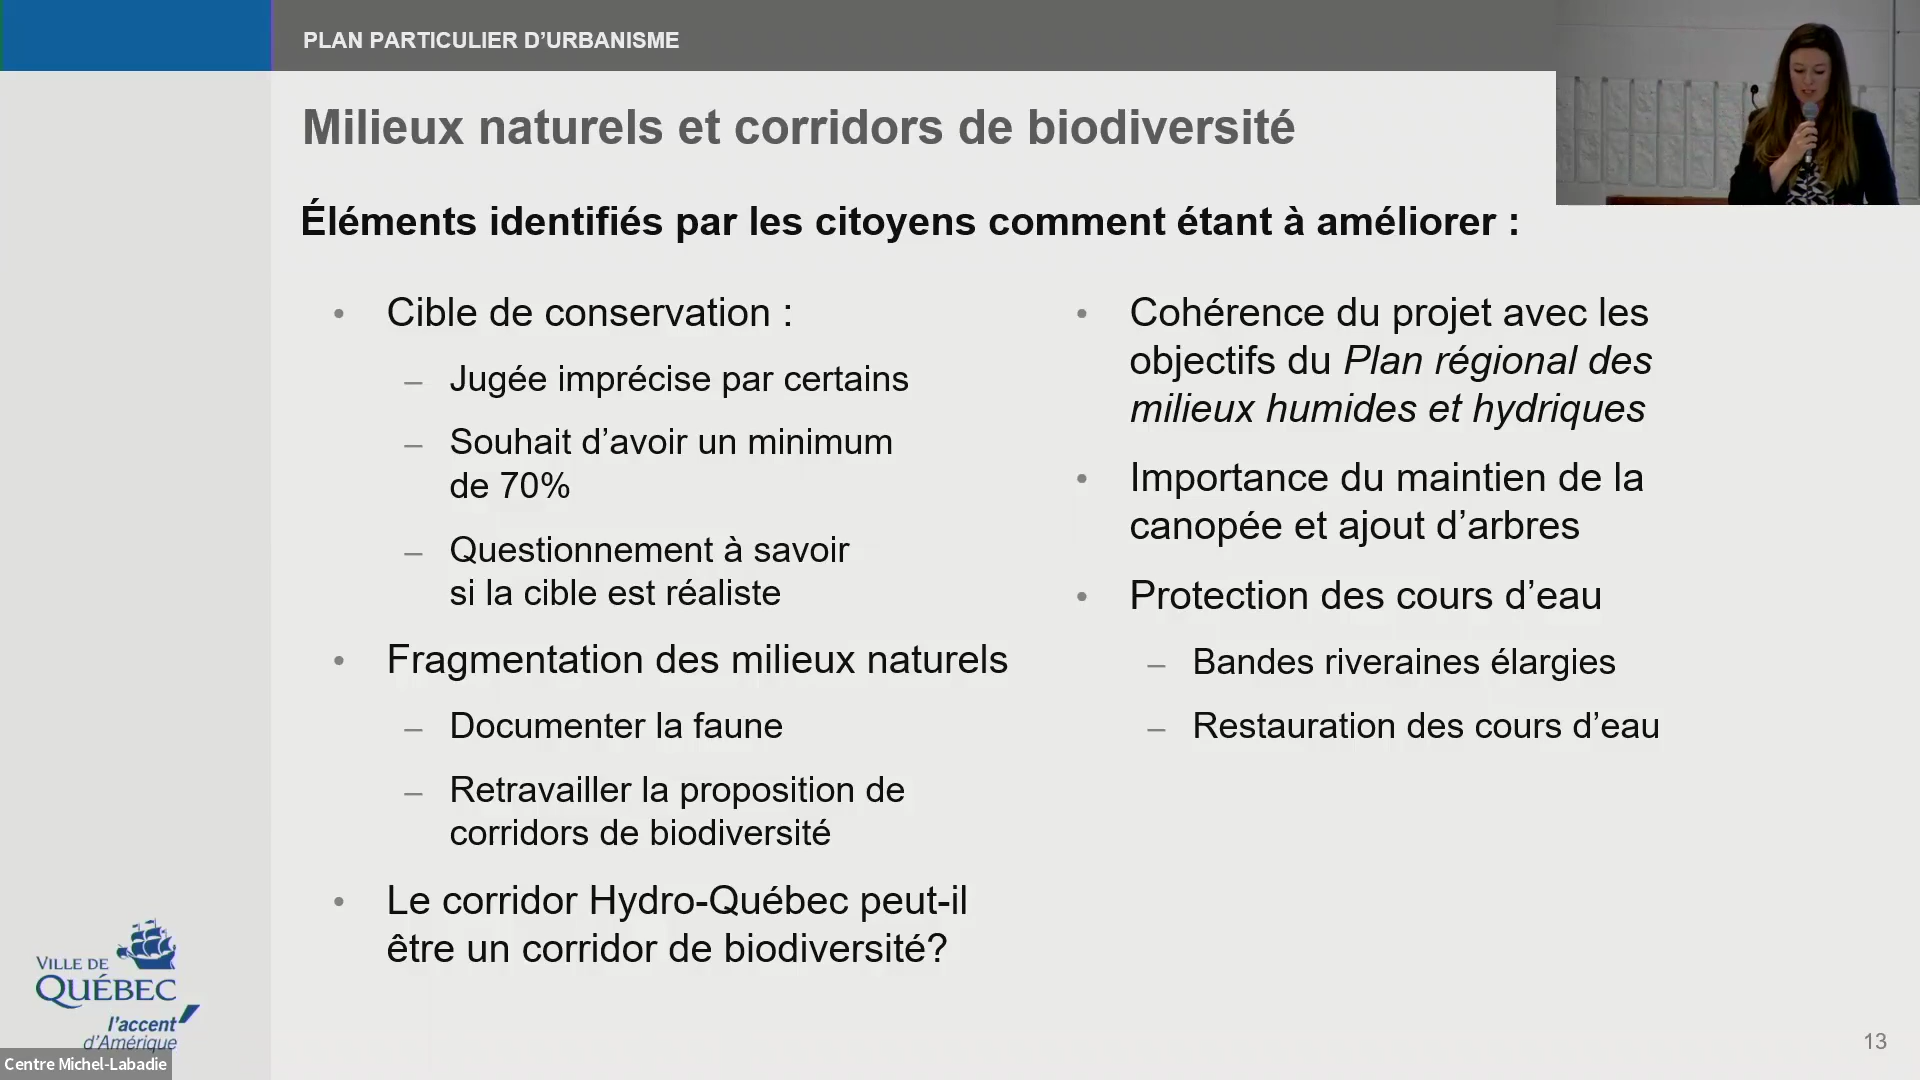 PLAN PARTICULIER D’URBANISME
Milieux naturels et corridors de biodiversité
Éléments identifiés par les citoyens comment étant à améliorer :
• Cible de conservation :
– Jugée imprécise par certains
– Souhait d’avoir un minimum
de 70%
– Questionnement à savoir
si la cible est réaliste
• Fragmentation des milieux naturels
– Documenter la faune
– Retravailler la proposition de
corridors de biodiversité
• Le corridor Hydro-Québec peut-il
être un corridor de biodiversité?
• Cohérence du projet avec les
objectifs du Plan régional des
milieux humides et hydriques
• Importance du maintien de la
canopée et ajout d’arbres
• Protection des cours d’eau
– Bandes riveraines élargies
– Restauration des cours d’eau
VILLE DE
QUÉBEC
l'accent
d'Amérique
Centre Michel-Labadie
13